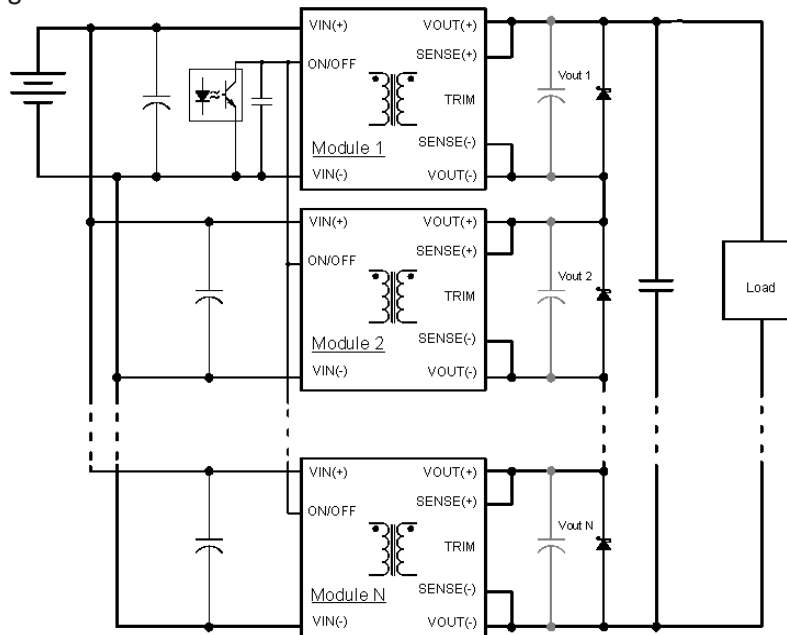 VIN(+)
VOUT(+)
ON/OFF
SENSE(+)
TRIM
Vout 1
Module 1
SENSE(-)
VIN(-)
VOUT(-)
VIN(+)
VOUT(+)
ON/OFF
SENSE(+)
TRIM
Vout 2
Load
Module 2
SENSE(-)
VIN(-)
VOUT(-)
VIN(+)
VOUT(+)
ON/OFF
SENSE(+)
TRIM
Vout N
Module N
SENSE(-)
VIN(-)
VOUT(-)